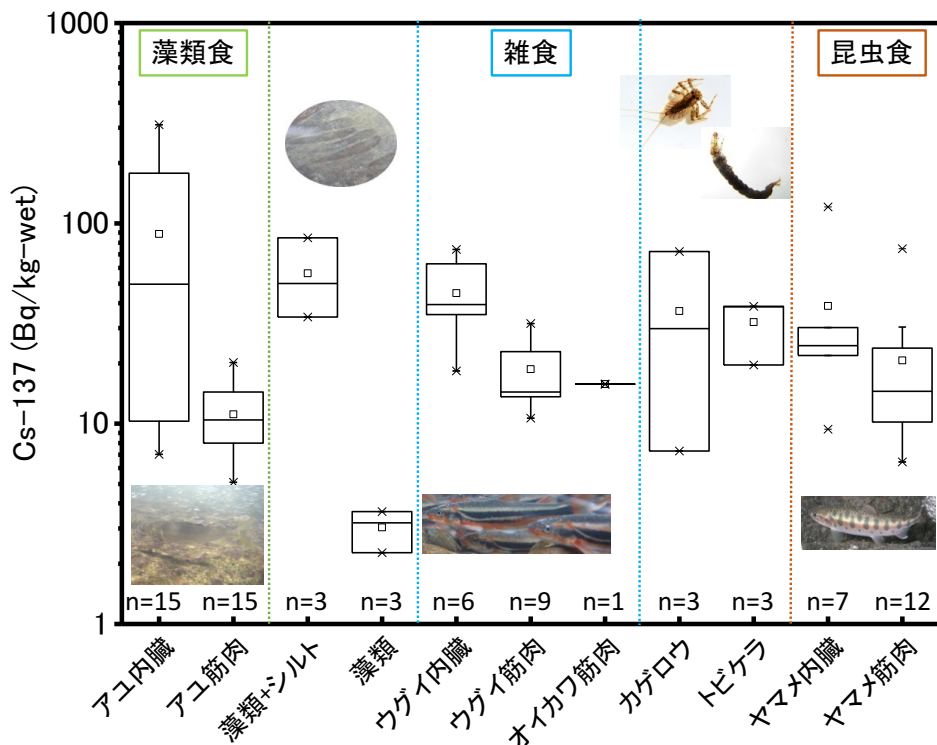 1000
100
10
1
Cs-137 (Bq/kg-wet)
藻類食
雑食
昆虫食
n=15
n=15
n=3
n=3
n=6
n=9
n=1
n=3
n=3
n=7
n=12
アユ内臓
アユ筋肉
藻類+シルト
藻類
ウグイ内臓
ウグイ筋肉
オイカワ筋肉
カゲロウ
トビケラ
ヤマメ内臓
ヤマメ筋肉